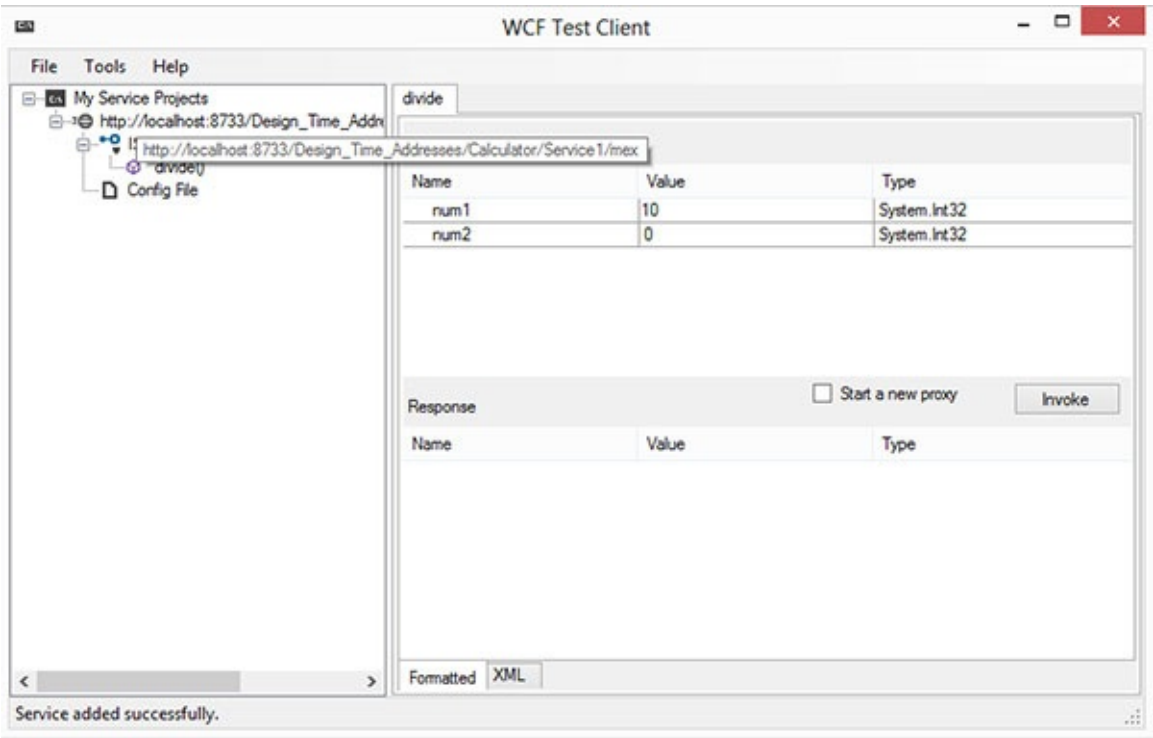 WCF Test Client
File Tools Help
My Service Projects
http://localhost:8733/Design_Time_Addre
http://localhost:8733/Design_Time_Addresses/Calculator/Service1/mex
divide()
Config File
divide
Name Value Type
num1 10 System.Int32
num2 0 System.Int32
Response Start a new proxy Invoke
Name Value Type
Formatted XML
Service added successfully.